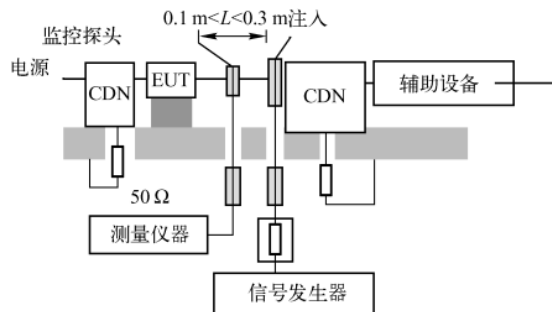 0.1 m<L<0.3 m注入
监控探头
电源
EUT
CDN
CDN
辅助设备
50 Ω
测量仪器
信号发生器